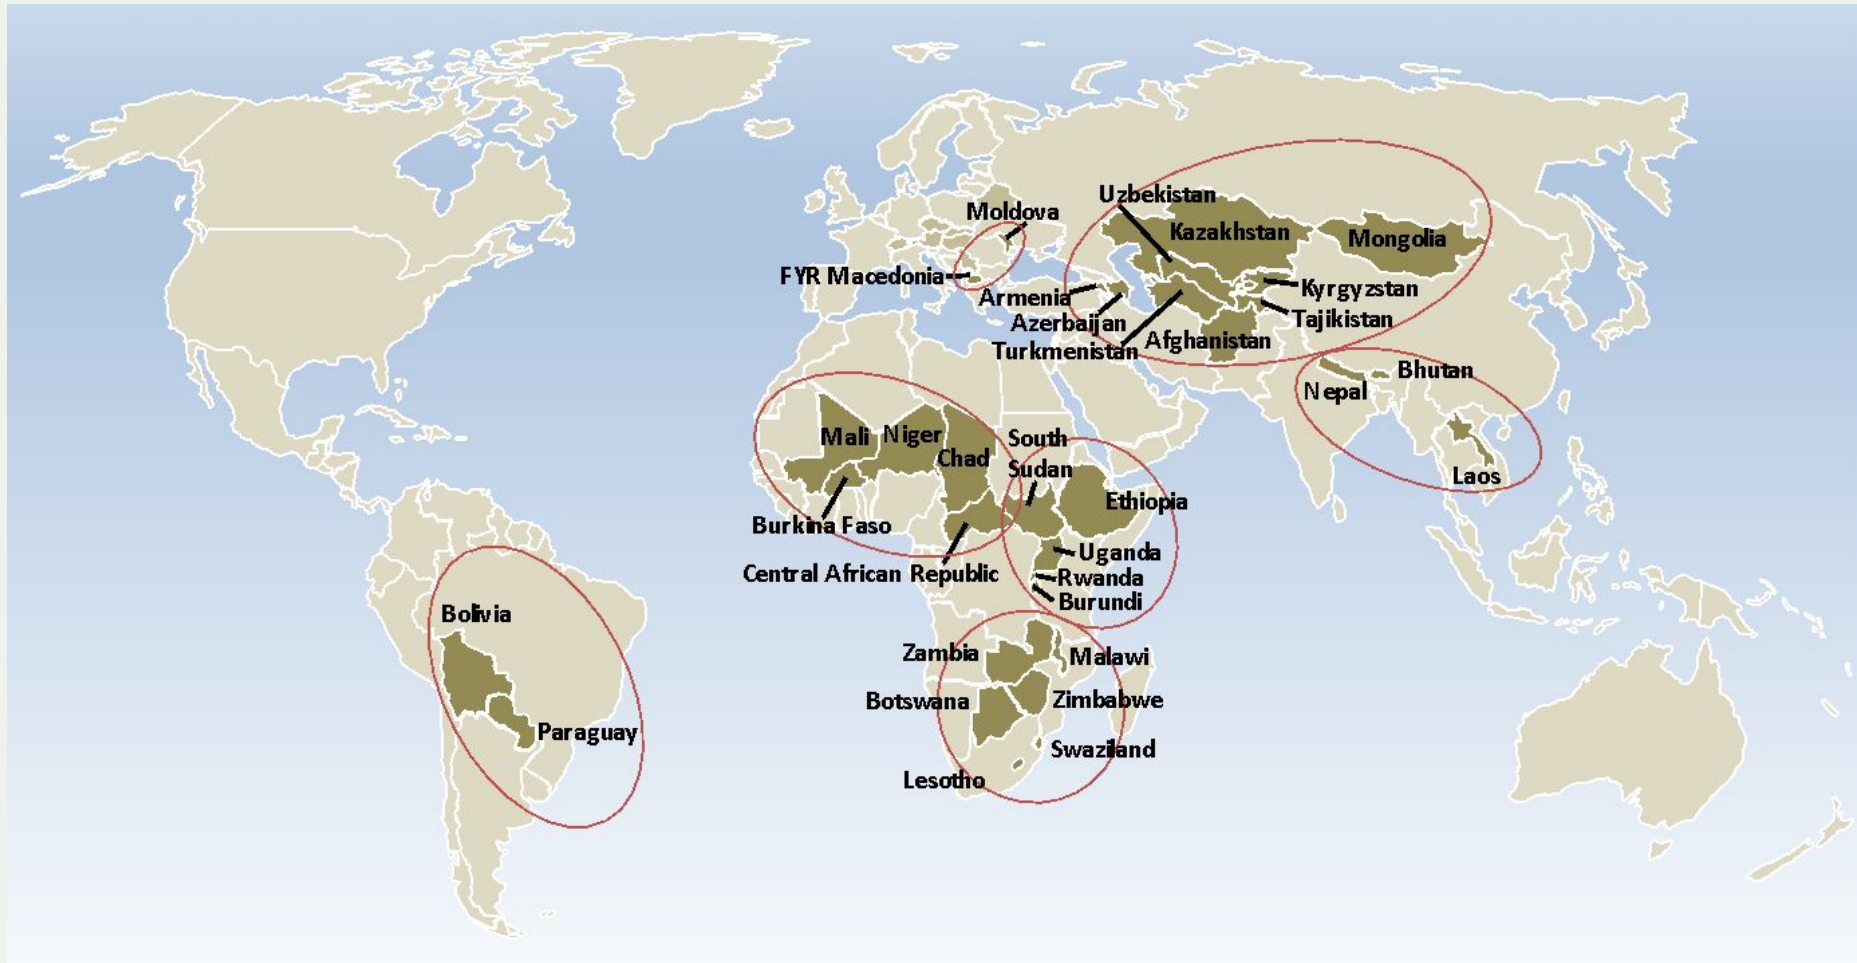 Uzbekistan
Moldova
Kazakhstan
Mongolia
FYR Macedonia
Kyrgyzstan
Armenia
Tajikistan
Azerbaijan
Turkmenistan
Afghanistan
Bhutan
Nepal
Mali
Niger
Chad
South
Sudan
Laos
Ethiopia
Burkina Faso
Uganda
Central African Republic
Rwanda
Burundi
Bolivia
Zambia
Malawi
Botswana
Zimbabwe
Paraguay
Swaziland
Lesotho